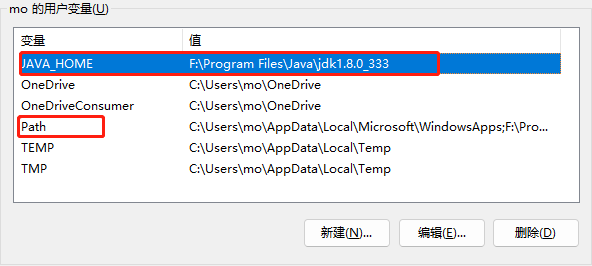 mo 的用户变量(U)
变量 值
JAVA_HOME F:\Program Files\Java\jdk1.8.0_333
OneDrive C:\Users\mo\OneDrive
OneDriveConsumer C:\Users\mo\OneDrive
Path C:\Users\mo\AppData\Local\Microsoft\WindowsApps;F:\Pro...
TEMP C:\Users\mo\AppData\Local\Temp
TMP C:\Users\mo\AppData\Local\Temp
新建(N)... 编辑(E)... 删除(D)